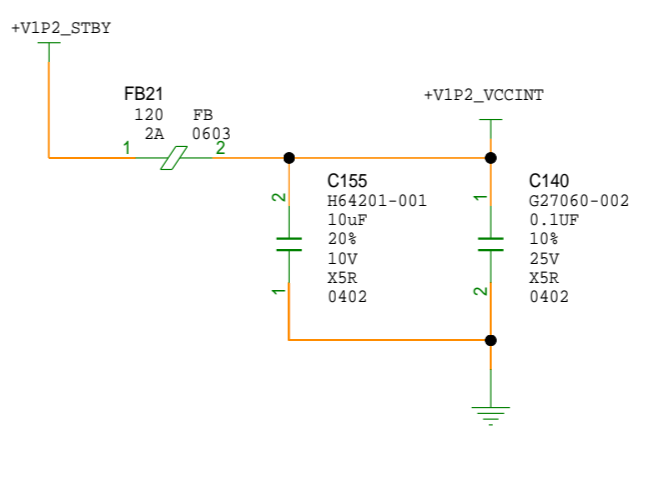 +V1P2_STBY
FB21
120 FB
2A 0603
1 2
+V1P2_VCCINT
C155
H64201-001
10uF
20%
10V
X5R
0402
2
1
C140
G27060-002
0.1UF
10%
25V
X5R
0402
1
2